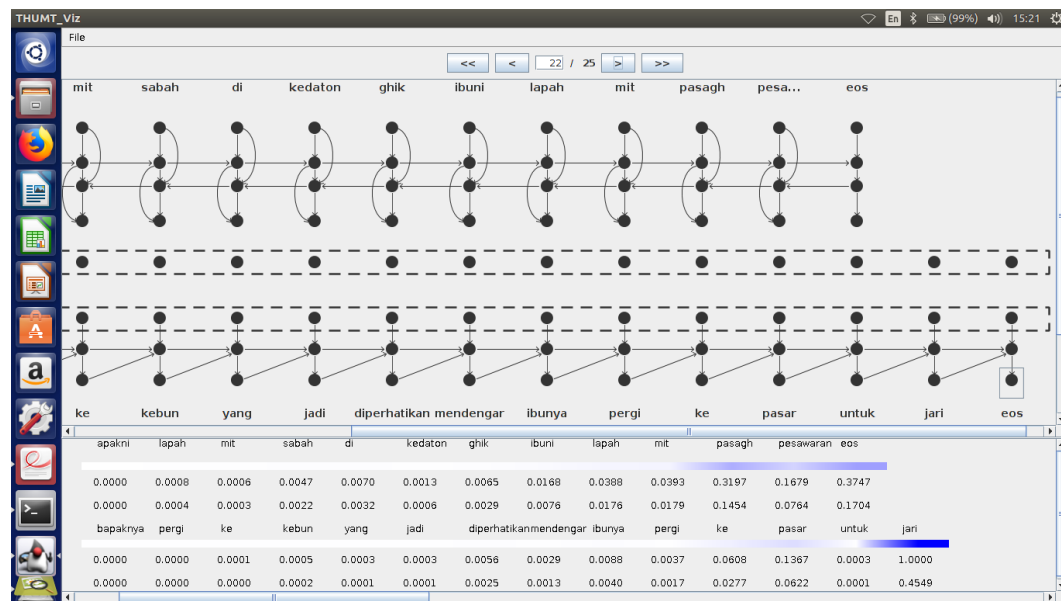 THUMT_Viz En (99%) 15:21
File
<< < 22 / 25 > >>
mit sabah di kedaton ghik ibuni lapah mit pasagh pesa... eos
ke kebun yang jadi diperhatikan mendengar ibunya pergi ke pasar untuk jari eos
apakni lapah mit sabah di kedaton ghik ibuni lapah mit pasagh pesawaran eos
0.0000 0.0008 0.0006 0.0047 0.0070 0.0013 0.0065 0.0168 0.0388 0.0393 0.3197 0.1679 0.3747
0.0000 0.0004 0.0003 0.0022 0.0032 0.0006 0.0029 0.0076 0.0176 0.0179 0.1454 0.0764 0.1704
bapaknya pergi ke kebun yang jadi diperhatikan mendengar ibunya pergi ke pasar untuk jari
0.0000 0.0000 0.0001 0.0005 0.0003 0.0003 0.0056 0.0029 0.0088 0.0037 0.0608 0.1367 0.0003 1.0000
0.0000 0.0000 0.0000 0.0002 0.0001 0.0001 0.0025 0.0013 0.0040 0.0017 0.0277 0.0622 0.0001 0.4549